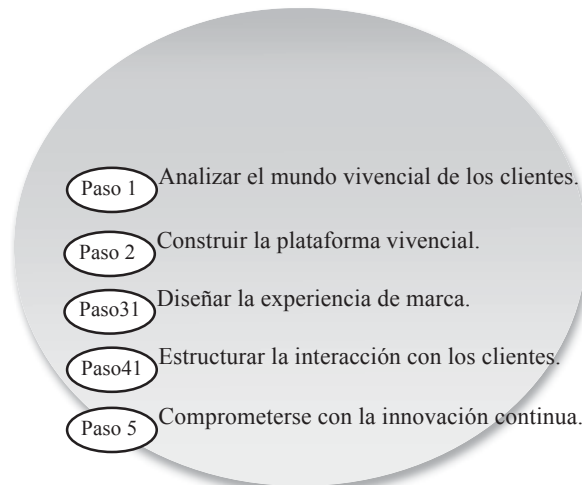 Paso 1 Analizar el mundo vivencial de los clientes.
Paso 2 Construir la plataforma vivencial.
Paso31 Diseñar la experiencia de marca.
Paso41 Estructurar la interacción con los clientes.
Paso 5 Comprometerse con la innovación continua.